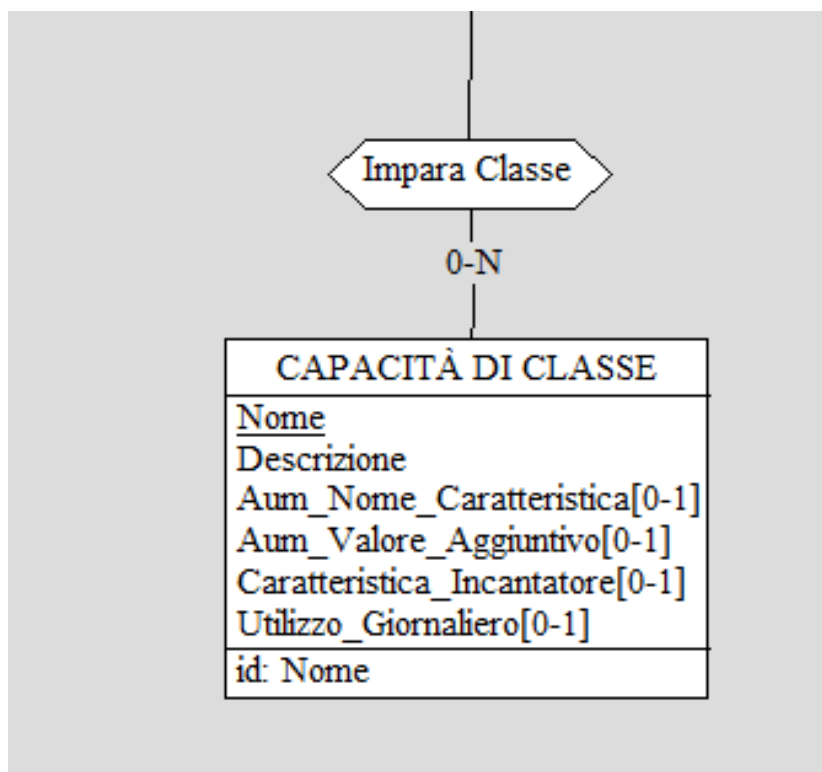 Impara Classe
0-N
CAPACITÀ DI CLASSE
Nome
Descrizione
Aum_Nome_Caratteristica[0-1]
Aum_Valore_Aggiuntivo[0-1]
Caratteristica_Incantatore[0-1]
Utilizzo_Giornaliero[0-1]
id: Nome